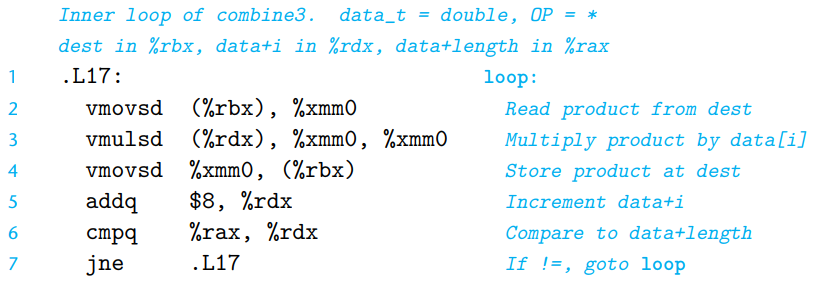 Inner loop of combine3. data_t = double, OP = *
dest in %rbx, data+i in %rdx, data+length in %rax
1 .L17: loop:
2 vmovsd (%rbx), %xmm0 Read product from dest
3 vmulsd (%rdx), %xmm0, %xmm0 Multiply product by data[i]
4 vmovsd %xmm0, (%rbx) Store product at dest
5 addq $8, %rdx Increment data+i
6 cmpq %rax, %rdx Compare to data+length
7 jne .L17 If !=, goto loop